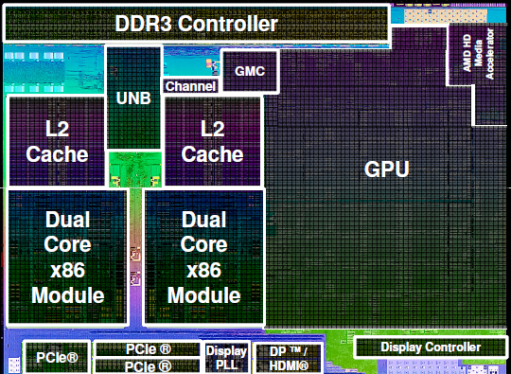 DDR3 Controller
AMD HD
Media
Accelerator
GMC
UNB
Channel
L2
Cache
L2
Cache
GPU
Dual
Core
x86
Module
Dual
Core
x86
Module
PCIe®
PCIe ®
PCIe ®
Display
PLL
DP ™ /
HDMI®
Display Controller